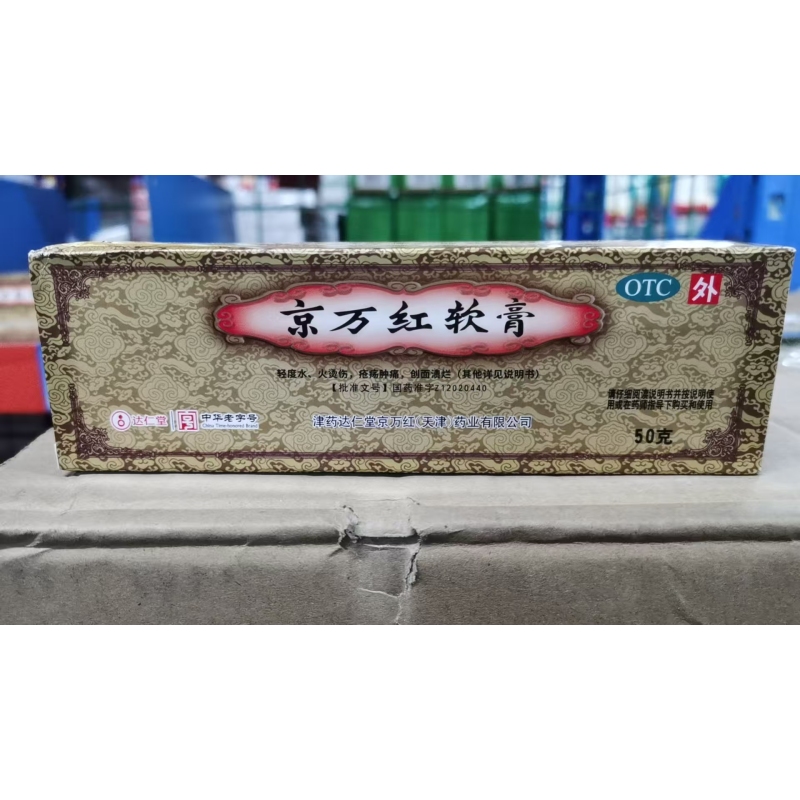 京万红软膏
OTC
外
轻度水、火烫伤，疮疡肿痛，创面溃烂（其他详见说明书）
【批准文号】国药准字Z12020440
请仔细阅读说明书并按说明使
用或在药师指导下购买和使用
达仁堂
中华老字号
China Time-honored Brand
津药达仁堂京万红（天津）药业有限公司
50克